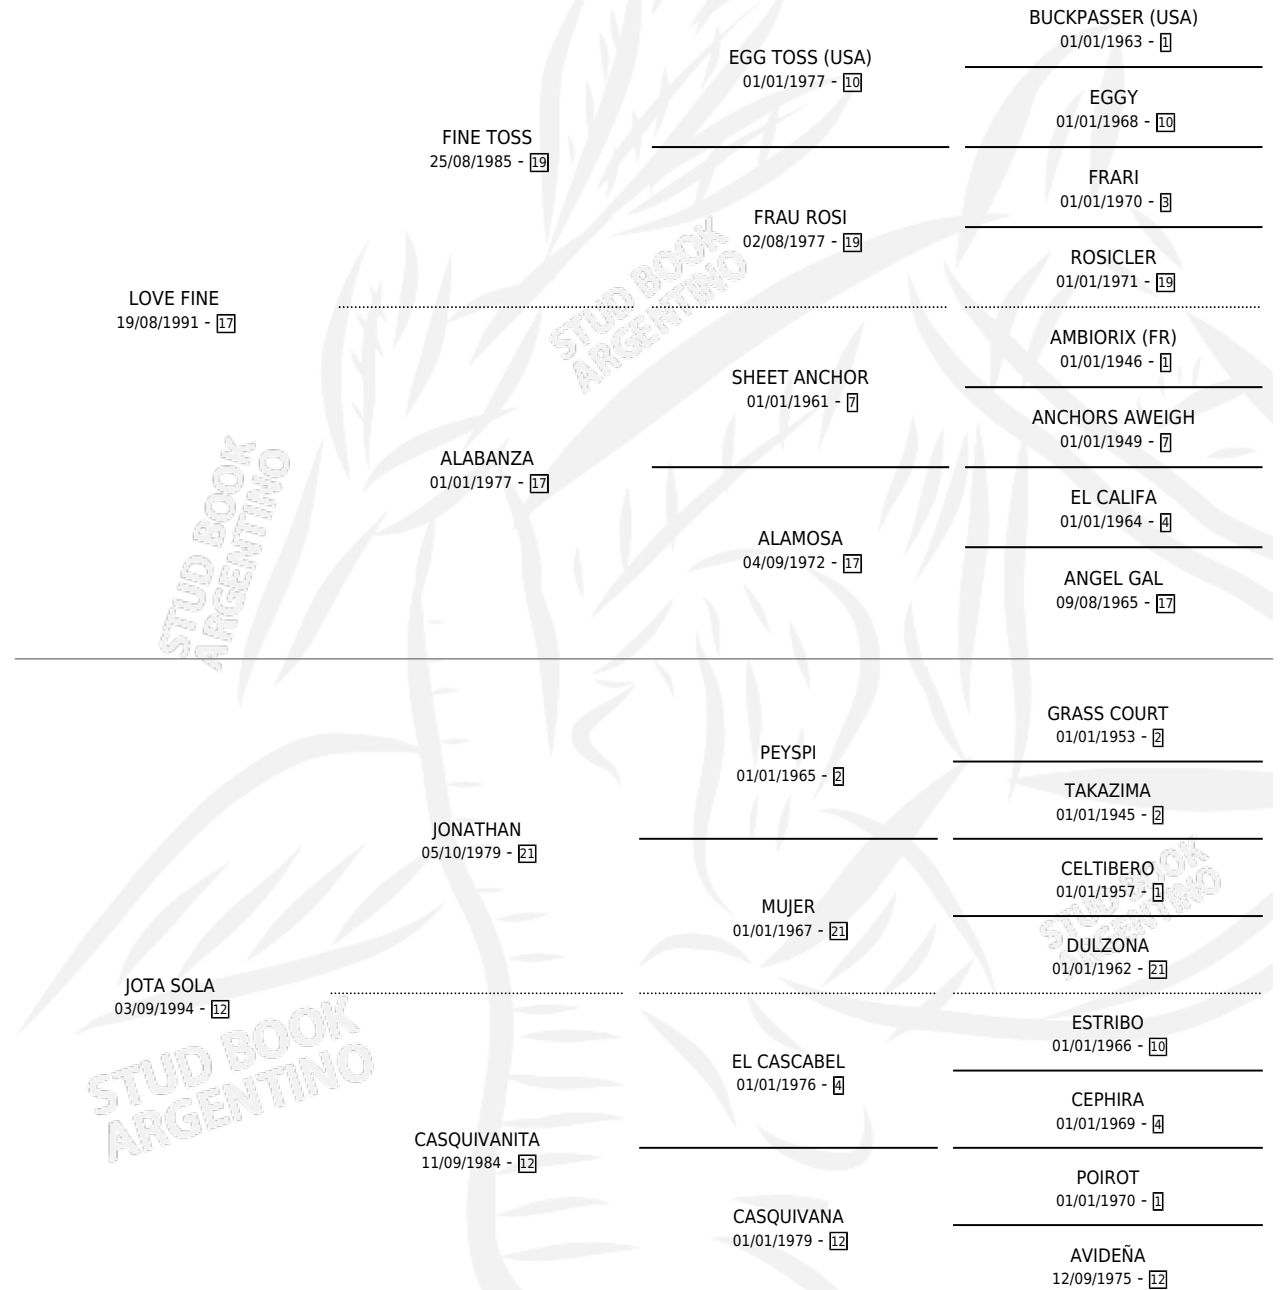 BUCKPASSER (USA)
01/01/1963 - 1
EGG TOSS (USA)
01/01/1977 - 10
EGGY
01/01/1968 - 10
FINE TOSS
25/08/1985 - 19
FRARI
01/01/1970 - 3
FRAU ROSI
02/08/1977 - 19
ROSICLER
01/01/1971 - 19
LOVE FINE
19/08/1991 - 17
AMBIORIX (FR)
01/01/1946 - 1
SHEET ANCHOR
01/01/1961 - 7
ANCHORS AWEIGH
01/01/1949 - 7
ALABANZA
01/01/1977 - 17
EL CALIFA
01/01/1964 - 4
ALAMOSA
04/09/1972 - 17
ANGEL GAL
09/08/1965 - 17
GRASS COURT
01/01/1953 - 2
PEYSPI
01/01/1965 - 2
TAKAZIMA
01/01/1945 - 2
JONATHAN
05/10/1979 - 21
CELTIBERO
01/01/1957 - 1
MUJER
01/01/1967 - 21
DULZONA
01/01/1962 - 21
JOTA SOLA
03/09/1994 - 12
ESTRIBO
01/01/1966 - 10
EL CASCABEL
01/01/1976 - 4
CEPHIRA
01/01/1969 - 4
CASQUIVANITA
11/09/1984 - 12
POIROT
01/01/1970 - 1
CASQUIVANA
01/01/1979 - 12
AVIDEÑA
12/09/1975 - 12
STUD BOOK
ARGENTINO
STUD BOOK
ARGENTINO
STUD BOOK
ARGENTINO
STUD BOOK
ARGENTINO